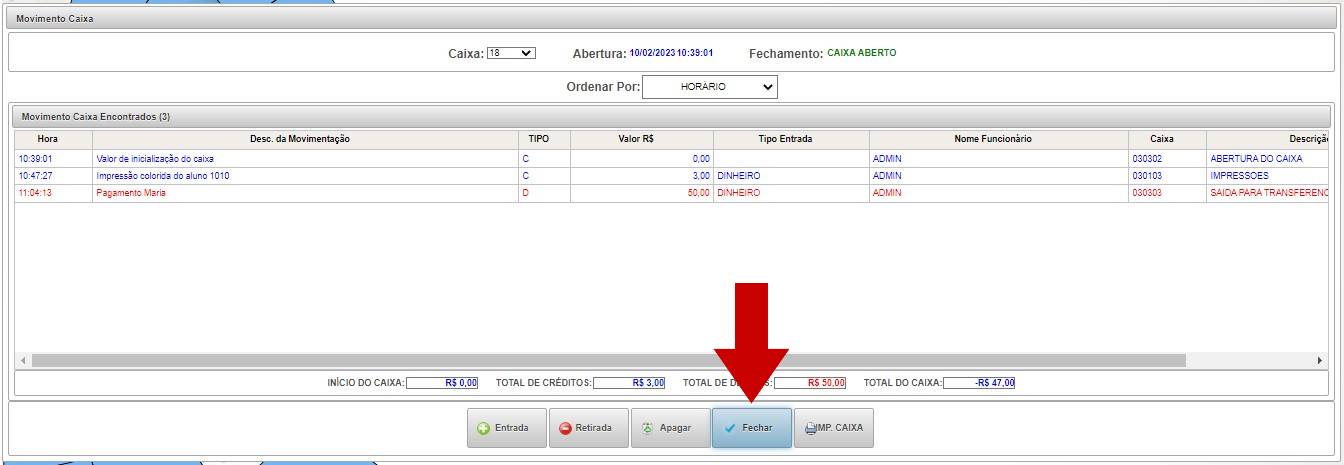 Movimento Caixa
Caixa: 18 Abertura: 10/02/2023 10:39:01 Fechamento: CAIXA ABERTO
Ordenar Por: HORÁRIO
Movimento Caixa Encontrados (3)
Hora Desc. da Movimentação TIPO Valor R$ Tipo Entrada Nome Funcionário Caixa
10:39:01 Valor de inicialização do caixa C 0,00 ADMIN 030302 ABERTURA DO CAIXA
10:47:27 Impressão colorida do aluno 1010 C 3,00 DINHEIRO ADMIN 030103 IMPRESSOES
11:04:13 Pagamento Maria D 50,00 DINHEIRO ADMIN 030303 SAIDA PARA
INÍCIO DO CAIXA: R$ 0,00 TOTAL DE CRÉDITOS: R$ 3,00 TOTAL DE R$ 50,00 TOTAL DO CAIXA: -R$ 47,00
Entrada Retirada Apagar Fechar IMP. CAIXA